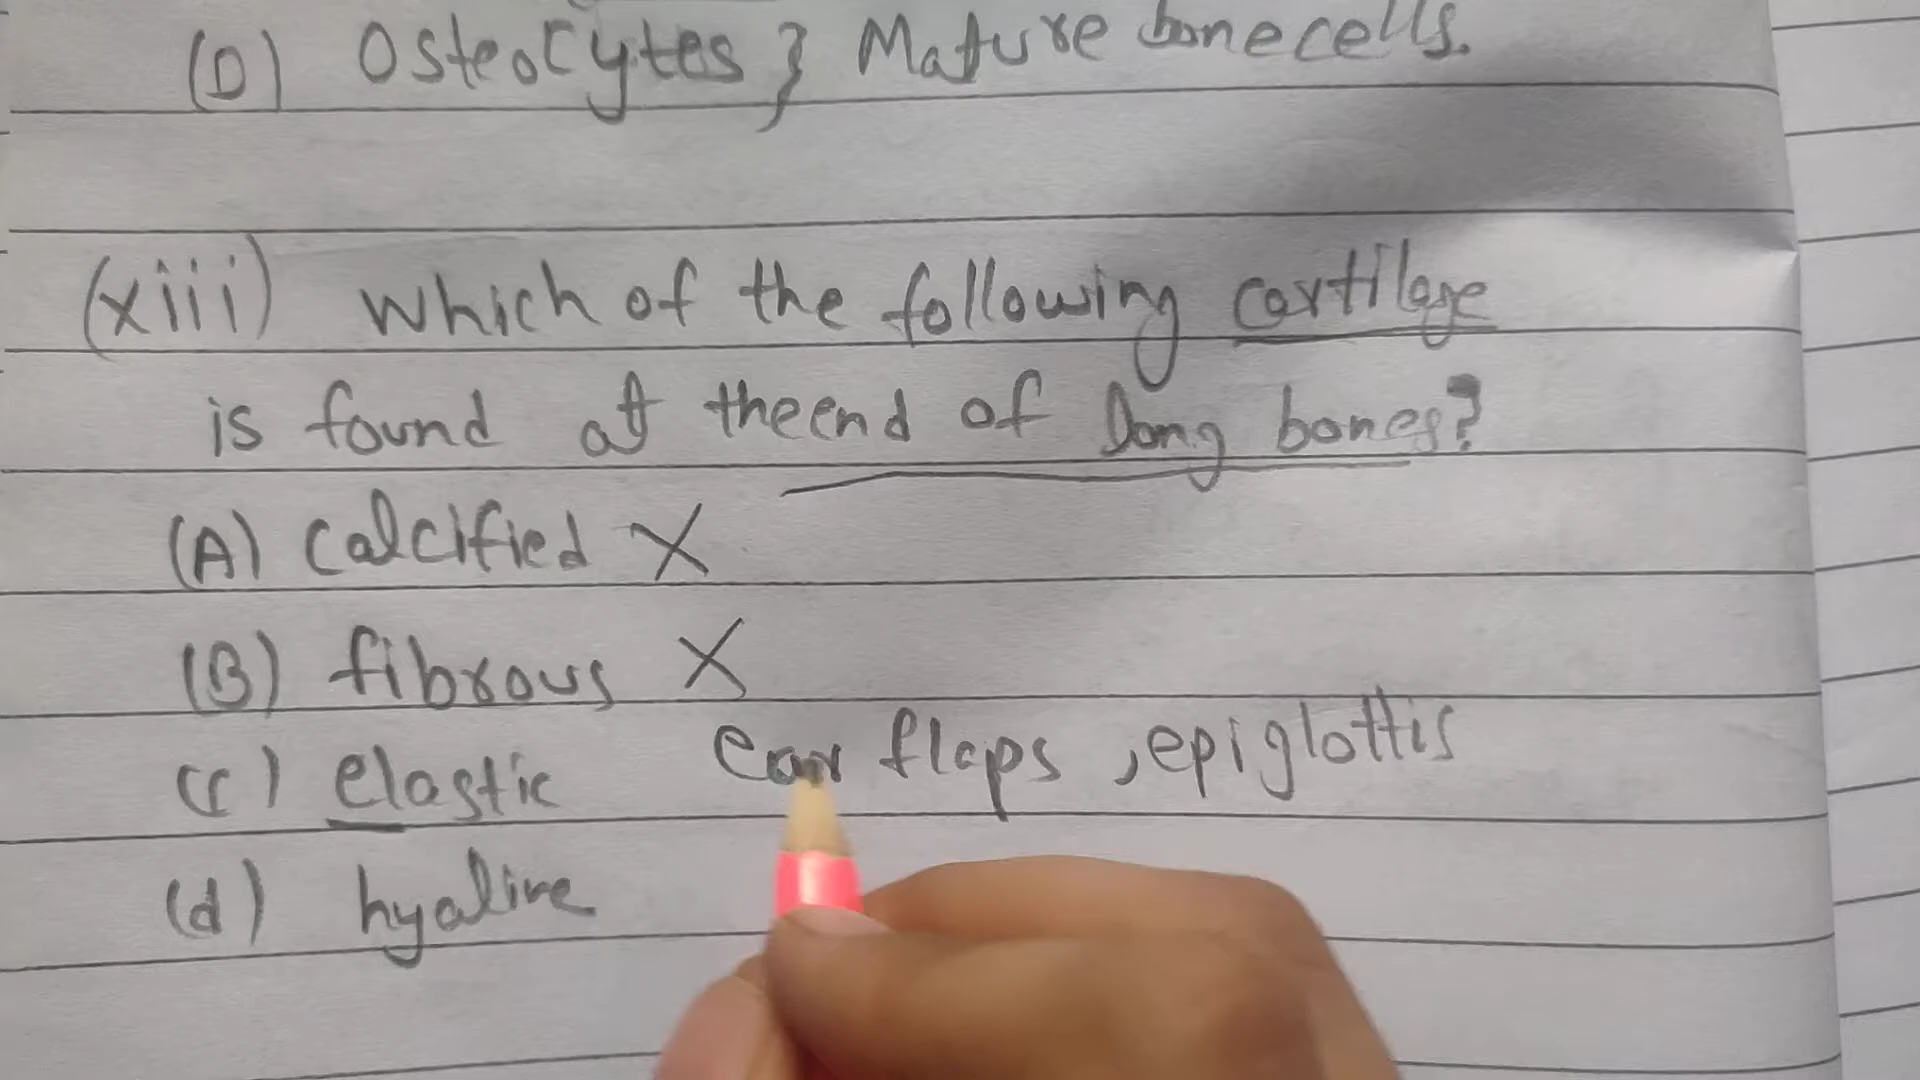 (D) Osteocytes } Mature bone cells.
(xiii) Which of the following cartilage
is found at the end of long bones?
(A) Calcified X
(B) fibrous X
(c) elastic ear flaps, epiglottis
(d) hyaline